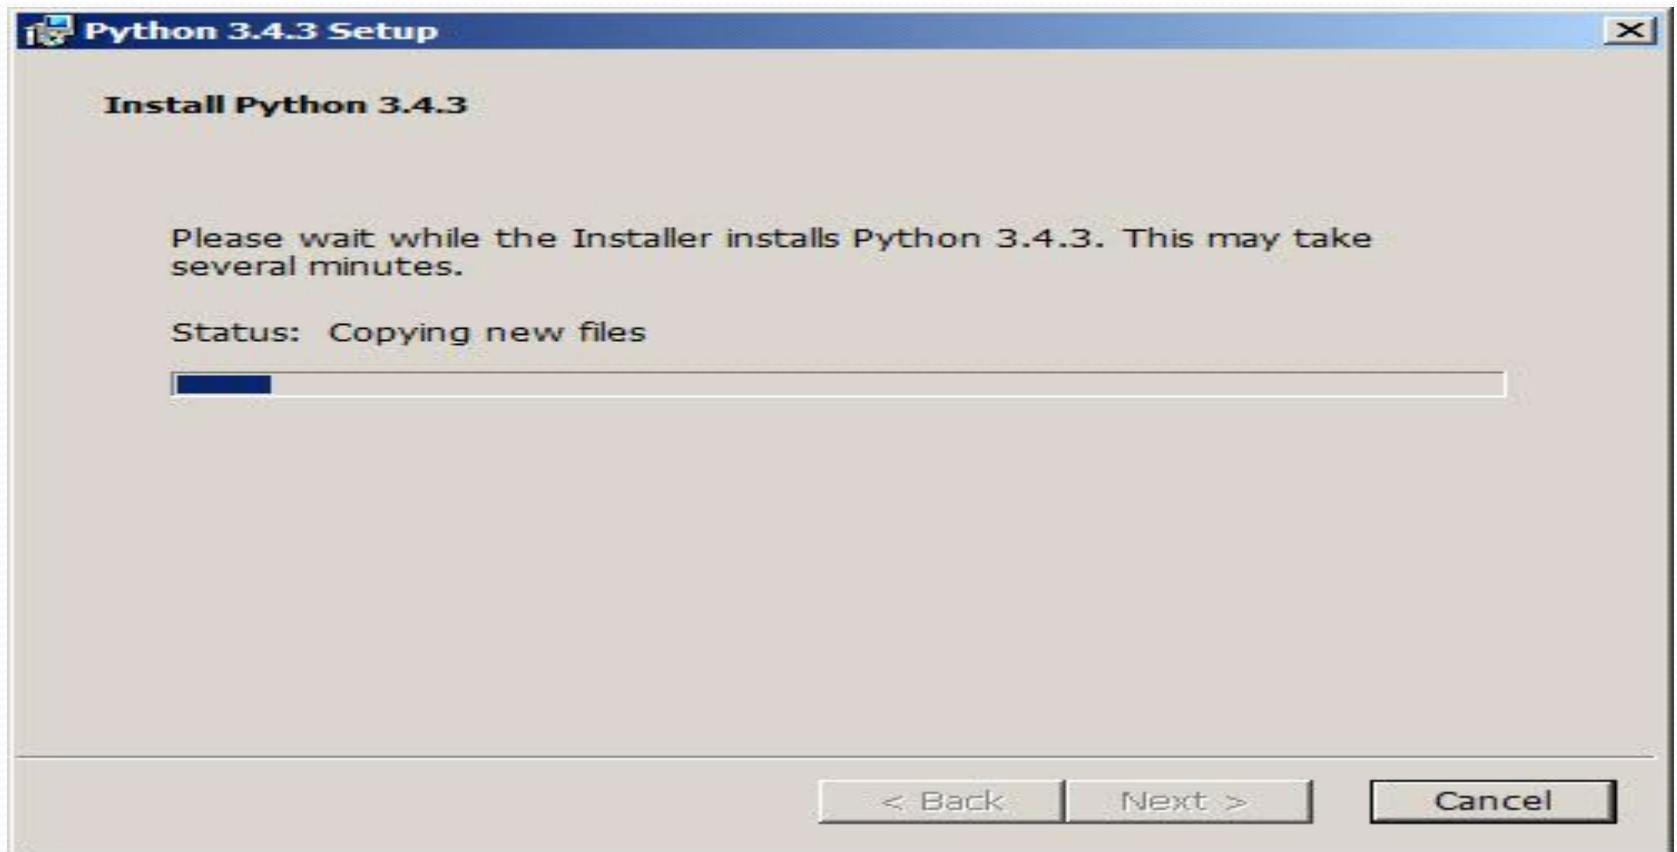 Python 3.4.3 Setup
Install Python 3.4.3
Please wait while the Installer installs Python 3.4.3. This may take
several minutes.
Status: Copying new files
< Back
Next >
Cancel